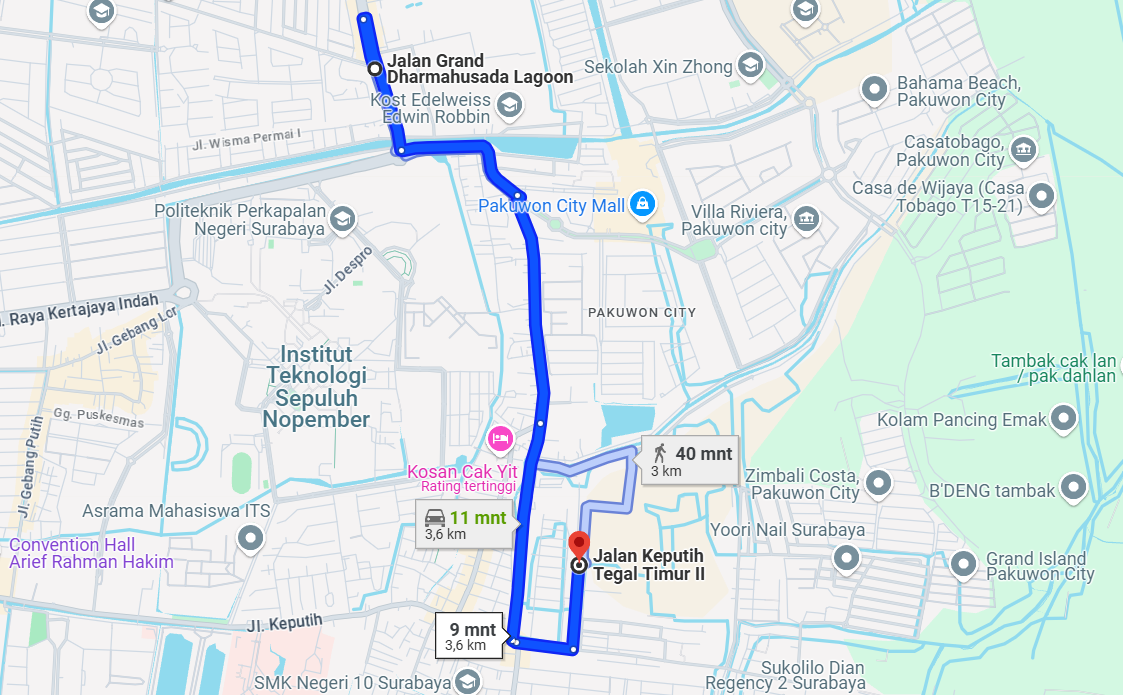 Jalan Grand
Dharmahusada Lagoon
Sekolah Xin Zhong
Kost Edelweiss
Edwin Robbin
Bahama Beach,
Pakuwon City
Jl. Wisma Permai I
Casatobago,
Pakuwon City
Casa de Wijaya (Casa
Tobago T15-21)
Pakuwon City Mall
Politeknik Perkapalan
Negeri Surabaya
Villa Riviera,
Pakuwon city
Jl. Despro
. Raya Kertajaya Indah
PAKUWON CITY
Jl. Gebang Lor
Institut
Teknologi
Sepuluh
Nopember
Tambak cak lan
/ pak dahlan
Gg. Puskesmas
Kolam Pancing Emak
Jl. Gebang Putih
40 mnt
3 km
Kosan Cak Yit
Rating tertinggi
Zimbali Costa,
Pakuwon City
B'DENG tambak
Asrama Mahasiswa ITS
11 mnt
3,6 km
Yoori Nail Surabaya
Convention Hall
Arief Rahman Hakim
Jalan Keputih
Tegal Timur II
Grand Island
Pakuwon City
Jl. Keputih
9 mnt
3,6 km
SMK Negeri 10 Surabaya
Sukolilo Dian
Regency 2 Surabaya